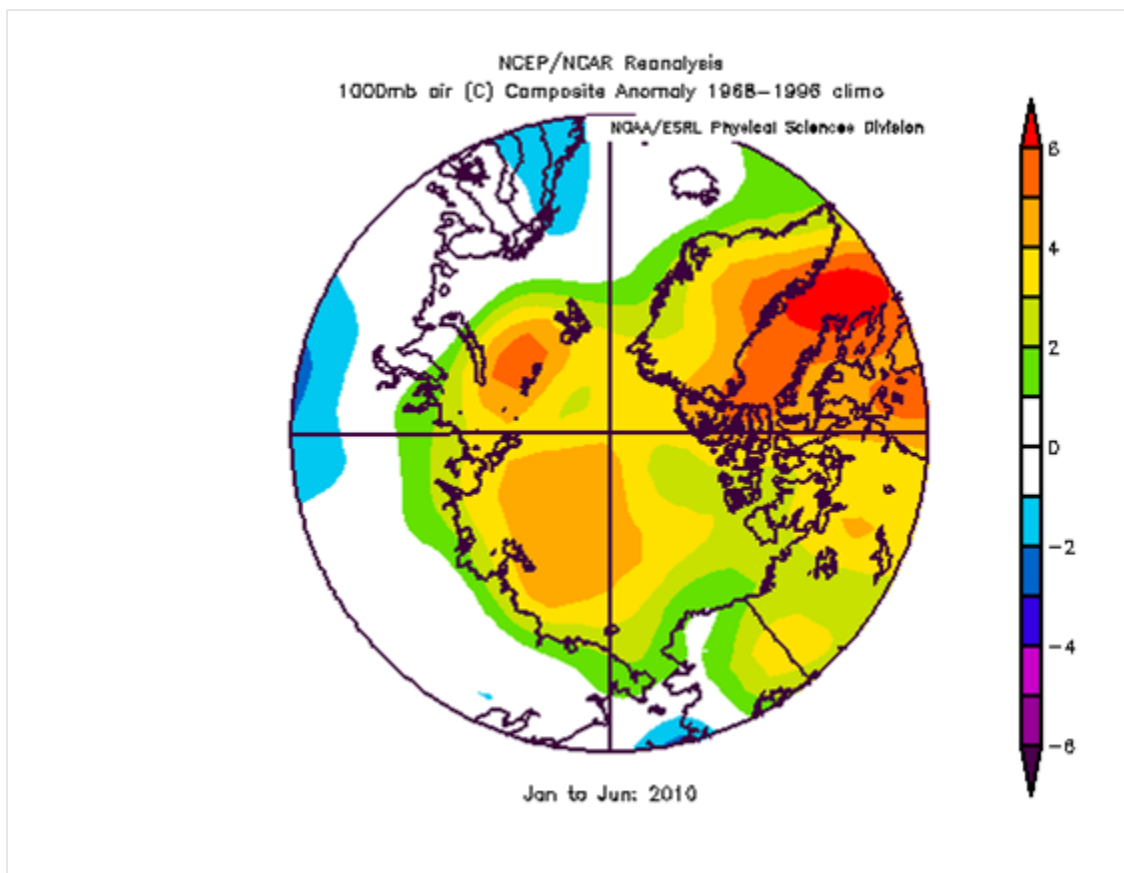 NCEP/NCAR Reanalysis
1000mb air (C) Composite Anomaly 1968-1996 climo
NOAA/ESRL Physical Sciences Division
6
4
2
0
-2
-4
-6
Jan to Jun: 2010